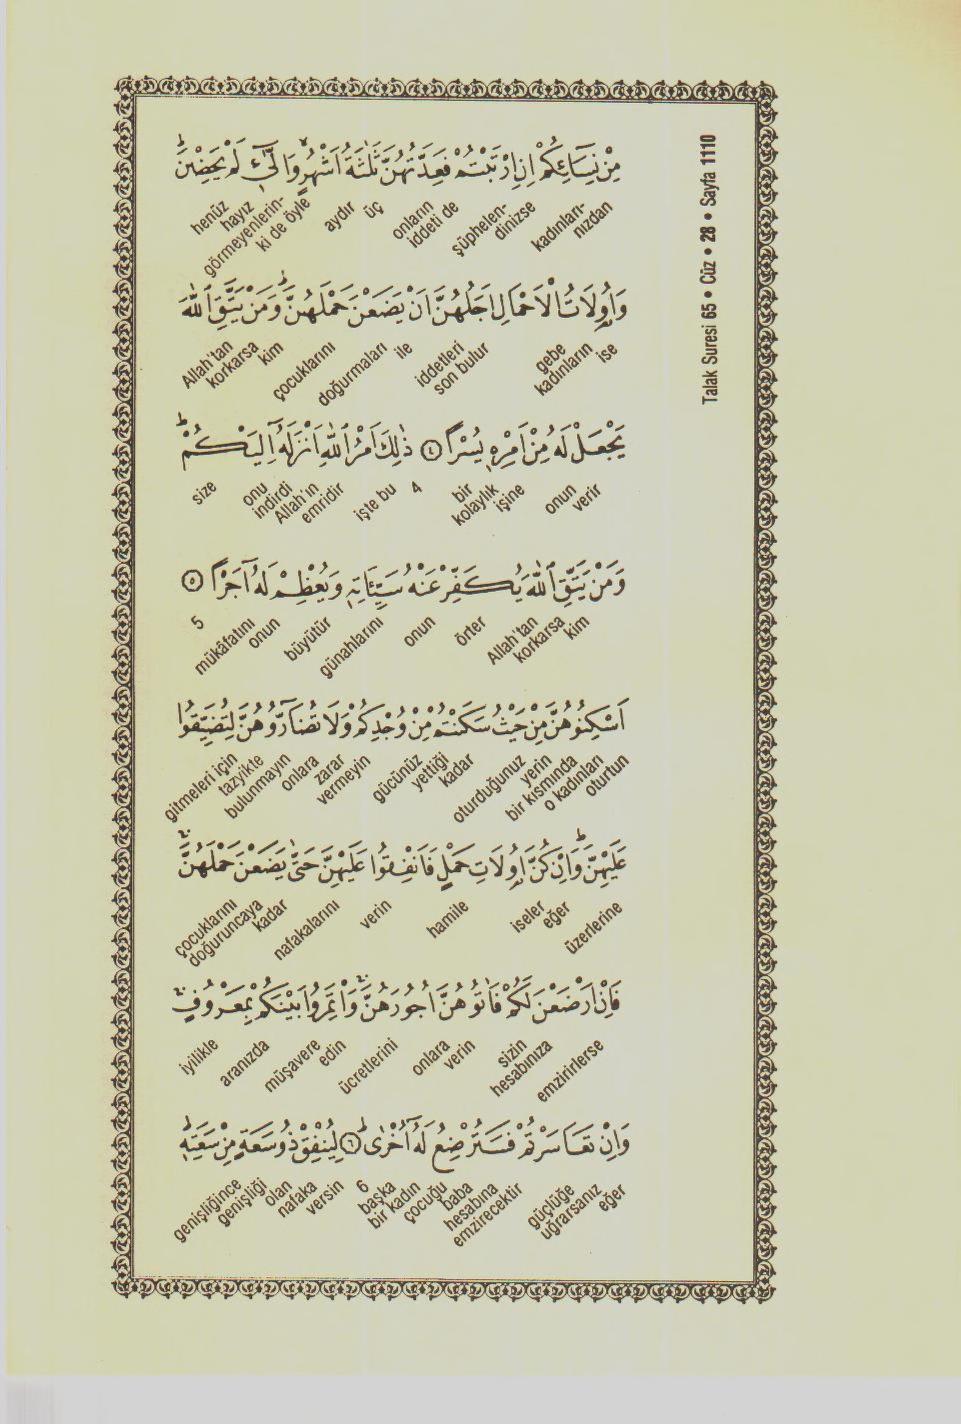 Talak Suresi 65 • Cüz • 28 • Sayfa 1110
مِنْ نِسَٓائِكُمْ اِنِ ارْتَبْتُمْ فَعِدَّتُهُنَّ ثَلٰثَةُ اَشْهُرٍۙ وَالّٰٓئ۪ لَمْ يَحِضْنَۜ
kadınları-nızdan şüphelen-dinizse onların iddeti de üç aydır görmeyenlerin-ki de öyle hayız henüz
وَاُو۬لَاتُ الْاَحْمَالِ اَجَلُهُنَّ اَنْ يَضَعْنَ حَمْلَهُنَّۜ وَمَنْ يَتَّقِ اللّٰهَ
ise gebe kadınların iddetleri son bulur ile doğurmaları çocuklarını kim Allah'tan korkarsa
يَجْعَلْ لَهُ مِنْ اَمْرِه۪ يُسْرًا ﴿٤﴾ ذٰلِكَ اَمْرُ اللّٰهِ اَنْزَلَهُٓ اِلَيْكُمْۜ
verir onun işine bir kolaylık 4 işte bu Allah'ın emridir onu indirdi size
وَمَنْ يَتَّقِ اللّٰهَ يُكَفِّرْ عَنْهُ سَيِّـَٔاتِه۪ وَيُعْظِمْ لَهُٓ اَجْرًا ﴿٥﴾
kim Allah'tan korkarsa örter onun günahlarını büyütür onun mükâfatını 5
اَسْكِنُوهُنَّ مِنْ حَيْثُ سَكَنْتُمْ مِنْ وُجْدِكُمْ وَلَا تُضَٓارُّوهُنَّ لِتُضَيِّقُوا
oturtun o kadınları bir kısmında yerin oturduğunuz kadar yettiği gücünüz zarar vermeyin onlara tazyikte bulunmayın gitmeleri için
عَلَيْهِنَّۜ وَاِنْ كُنَّ اُو۬لَاتِ حَمْلٍ فَاَنْفِقُوا عَلَيْهِنَّ حَتّٰى يَضَعْنَ حَمْلَهُنَّۚ
üzerlerine eğer iseler hamile verin nafakalarını kadar doğuruncaya çocuklarını
فَاِنْ اَرْضَعْنَ لَكُمْ فَاٰتُوهُنَّ اُجُورَهُنَّۚ وَأْتَمِرُوا بَيْنَكُمْ بِمَعْرُوفٍۚ
emzirirlerse sizin hesabınıza verin onlara ücretlerini müşavere edin aranızda iyilikle
وَاِنْ تَعَاسَرْتُمْ فَسَتُرْضِعُ لَهُٓ اُخْرٰىۜ ﴿٦﴾ لِيُنْفِقْ ذُو سَعَةٍ مِنْ سَعَتِه۪ۜ
eğer güçlüğe uğrarsanız emzirecektir hesabına baba çocuğu bir kadın başka 6 versin nafaka olan genişliği genişliğince